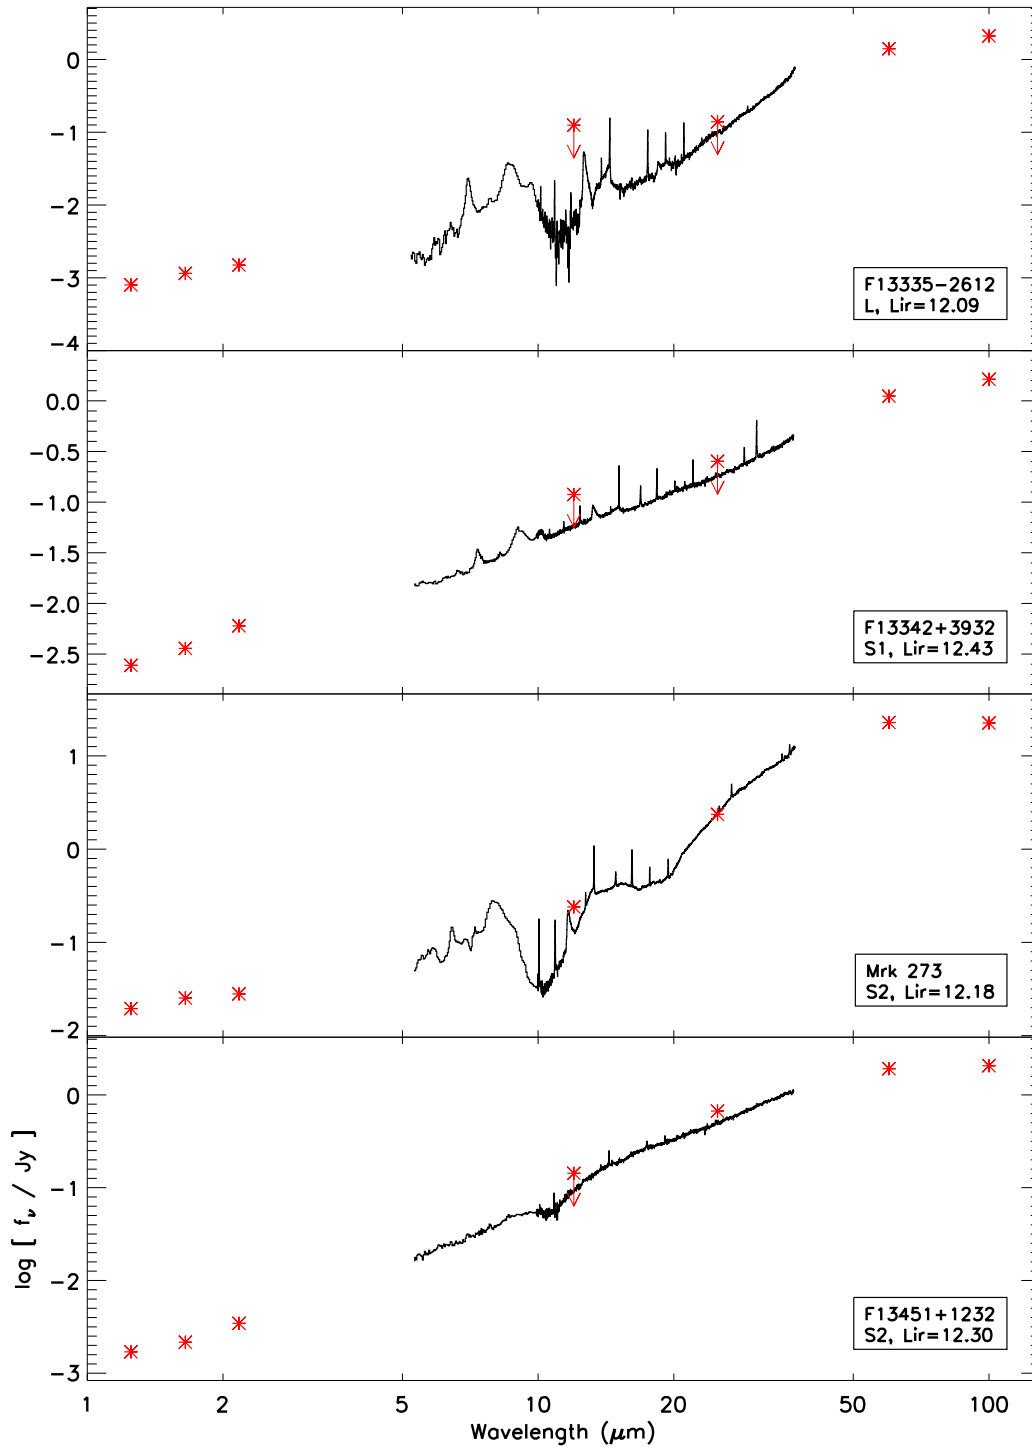 0
−1
−2
−3
−4
F13335−2612
L, Lir=12.09
0.0
−0.5
−1.0
−1.5
−2.0
−2.5
F13342+3932
S1, Lir=12.43
1
0
−1
−2
Mrk 273
S2, Lir=12.18
0
−1
−2
−3
log [ fν / Jy ]
F13451+1232
S2, Lir=12.30
1 2 5 10 20 50 100
Wavelength (μm)